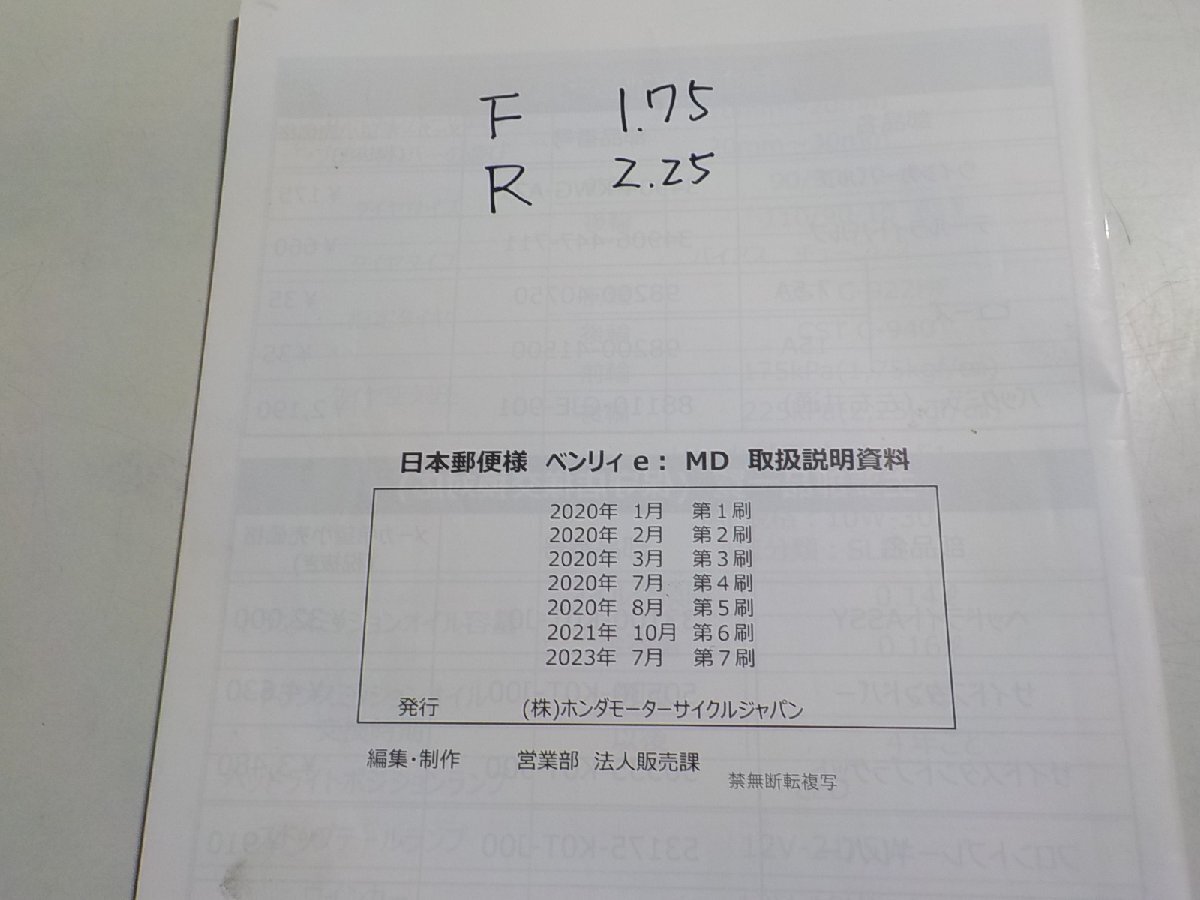 F 1.75
R 2.25
日本郵便様 ベンリィ e： MD 取扱説明資料
2020年 1月 第１刷
2020年 2月 第２刷
2020年 3月 第３刷
2020年 7月 第４刷
2020年 8月 第５刷
2021年 10月 第６刷
2023年 7月 第７刷
発行 (株)ホンダモーターサイクルジャパン
編集・制作 営業部 法人販売課
禁無断転複写